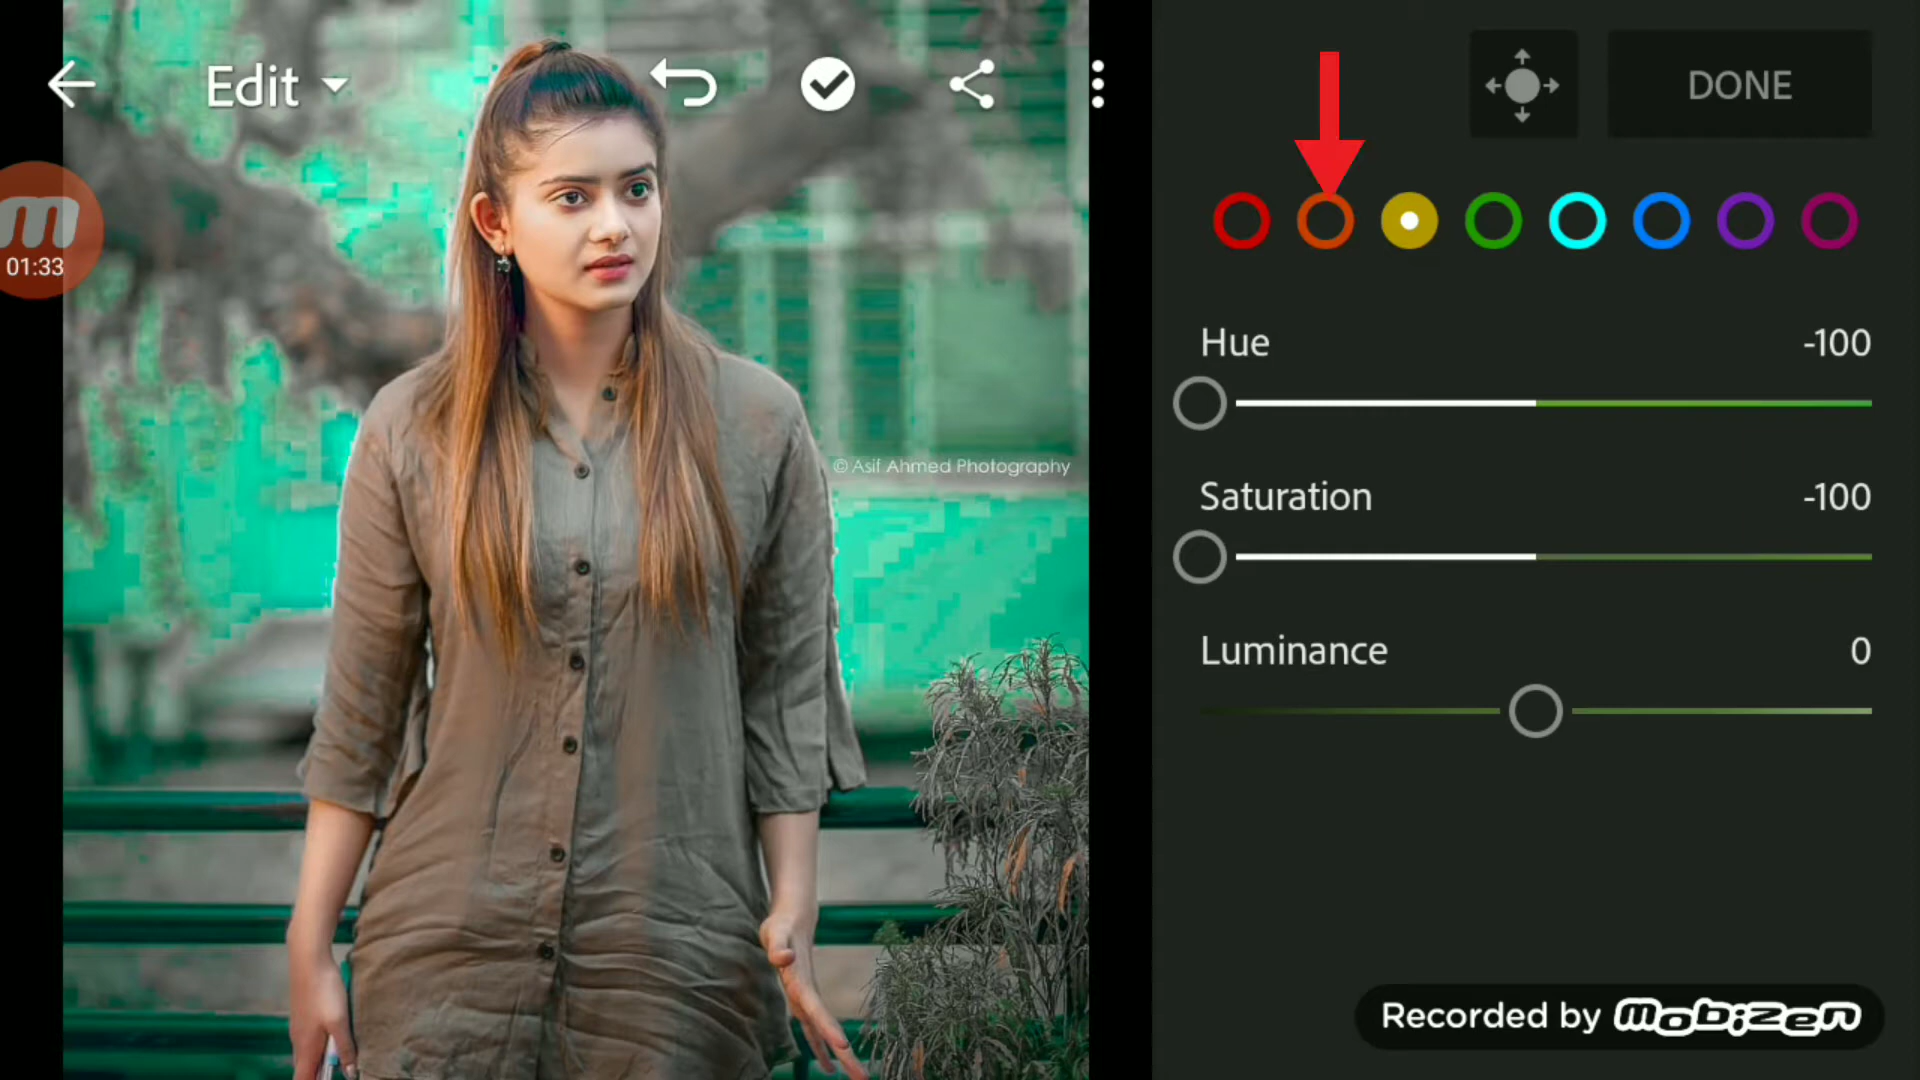 Edit
DONE
m
01:33
Hue -100
© Asif Ahmed Photography
Saturation -100
Luminance 0
Recorded by mobizen